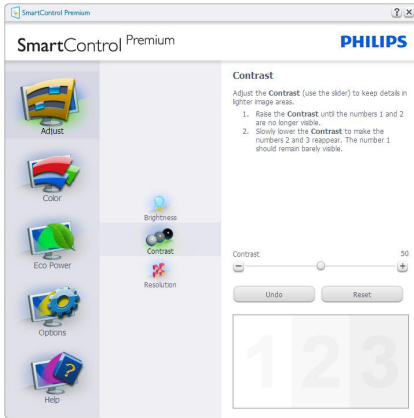 SmartControl Premium
SmartControl Premium
PHILIPS
Adjust
Color
Eco Power
Options
Help
Brightness
Contrast
Resolution
Contrast
Adjust the Contrast (use the slider) to keep details in
lighter image areas.
1. Raise the Contrast until the numbers 1 and 2
are no longer visible.
2. Slowly lower the Contrast to make the
numbers 2 and 3 reappear. The number 1
should remain barely visible.
Contrast 50
Undo Reset
1 2 3